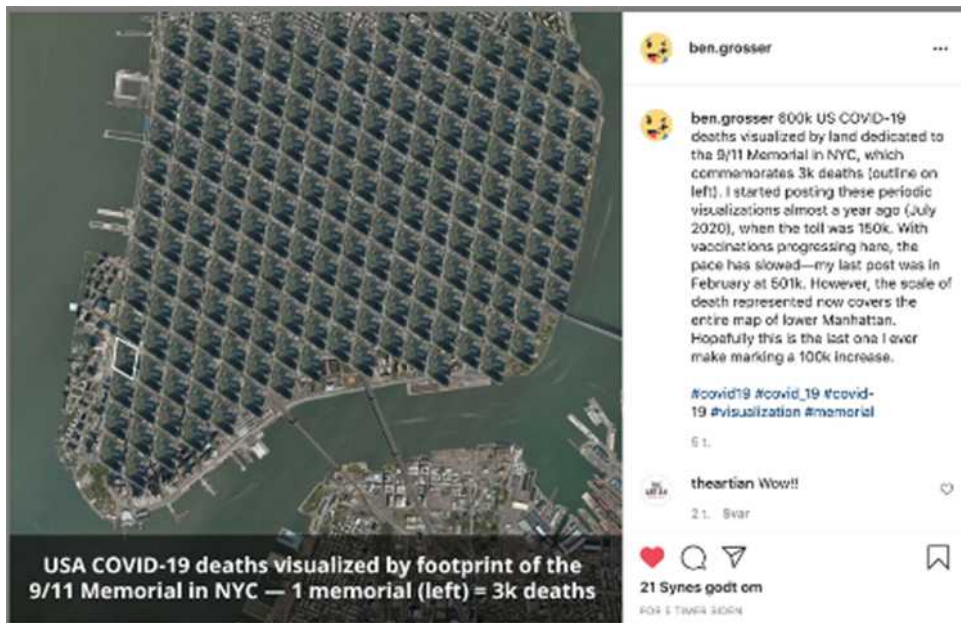 ben.grosser
ben.grosser 600k US COVID-19
deaths visualized by land dedicated to
the 9/11 Memorial in NYC, which
commemorates 3k deaths (outline on
left). I started posting these periodic
visualizations almost a year ago (July
2020), when the toll was 150k. With
vaccinations progressing here, the
pace has slowed—my last post was in
February at 501k. However, the scale of
death represented now covers the
entire map of lower Manhattan.
Hopefully this is the last one I ever
make marking a 100k increase.
#covid19 #covid_19 #covid-
19 #visualization #memorial
5 t.
theartian Wow!!
2 t. Svar
21 Synes godt om
FOR 5 TIMER SIDEN
USA COVID-19 deaths visualized by footprint of the
9/11 Memorial in NYC — 1 memorial (left) = 3k deaths